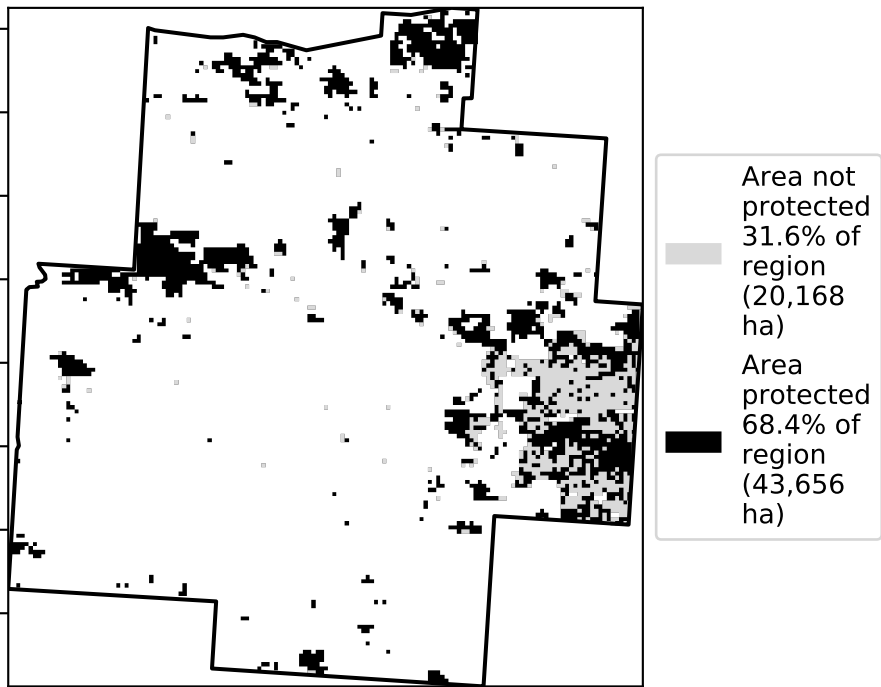 Area not
protected
31.6% of
region
(20,168
ha)
Area
protected
68.4% of
region
(43,656
ha)